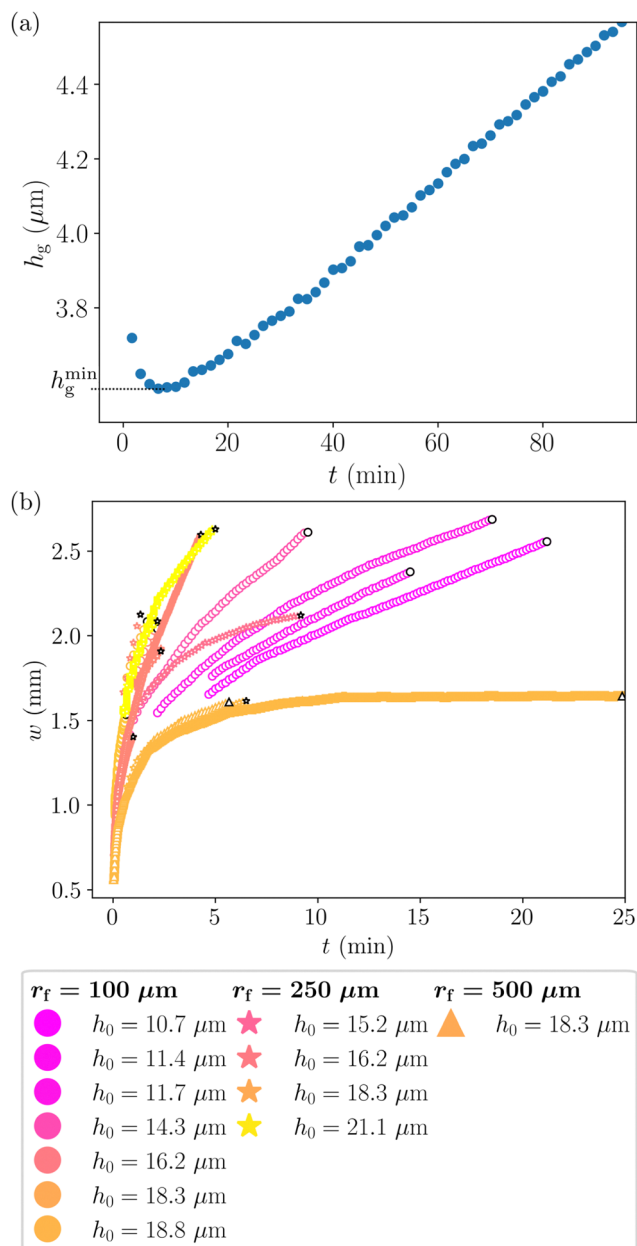 (a)
4.4
4.2
4.0
3.8
h_g (μm)
h_g^min
0 20 40 60 80
t (min)
(b)
2.5
2.0
1.5
1.0
0.5
w (mm)
0 5 10 15 20 25
t (min)
r_f = 100 μm r_f = 250 μm r_f = 500 μm
h_0 = 10.7 μm h_0 = 15.2 μm h_0 = 18.3 μm
h_0 = 11.4 μm h_0 = 16.2 μm
h_0 = 11.7 μm h_0 = 18.3 μm
h_0 = 14.3 μm h_0 = 21.1 μm
h_0 = 16.2 μm
h_0 = 18.3 μm
h_0 = 18.8 μm